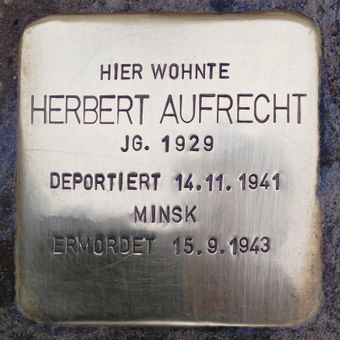 HIER WOHNTE
HERBERT AUFRECHT
JG. 1929
DEPORTIERT 14.11.1941
MINSK
ERMORDET 15.9.1943